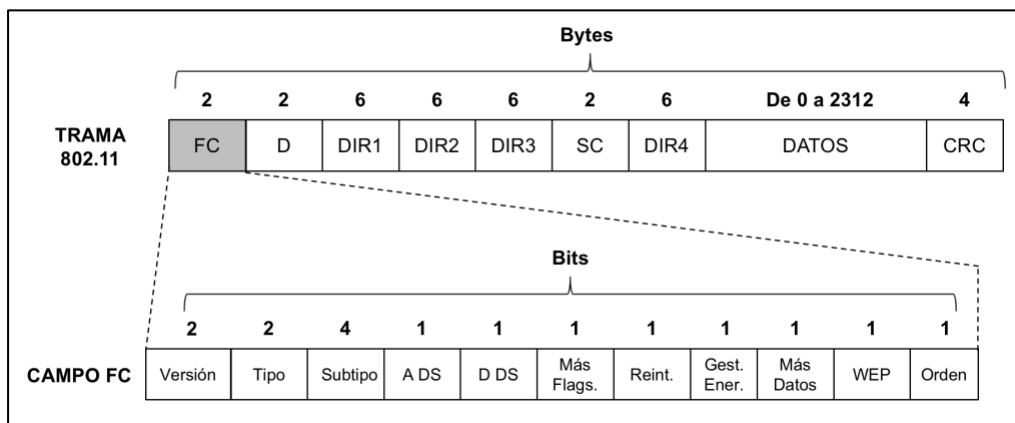 Bytes
2 2 6 6 6 2 6 De 0 a 2312 4
TRAMA
802.11
FC D DIR1 DIR2 DIR3 SC DIR4 DATOS CRC
Bits
2 2 4 1 1 1 1 1 1 1 1
CAMPO FC
Versión Tipo Subtipo A DS D DS Más Flags. Reint. Gest. Ener. Más Datos WEP Orden